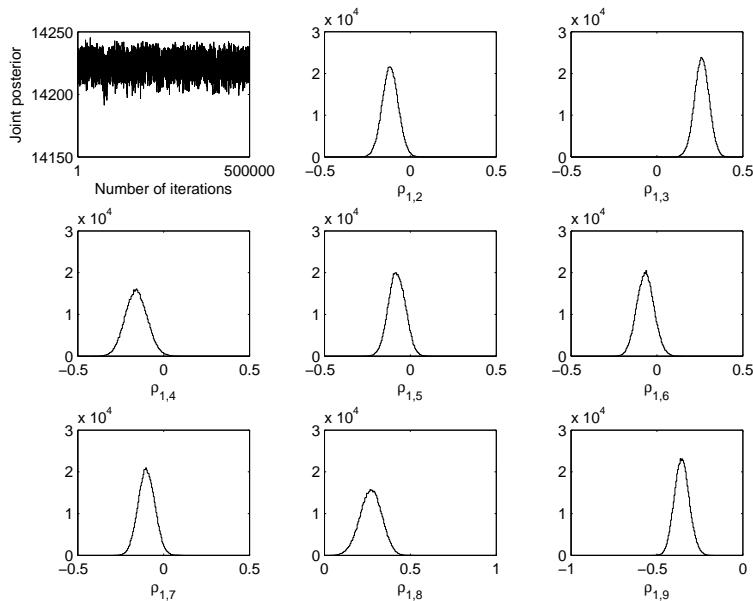 14250
14200
14150
Joint posterior
1 500000
Number of iterations
x 10^4
3
2
1
0
−0.5 0 0.5
ρ1,2
x 10^4
3
2
1
0
−0.5 0 0.5
ρ1,3
x 10^4
3
2
1
0
−0.5 0 0.5
ρ1,4
x 10^4
3
2
1
0
−0.5 0 0.5
ρ1,5
x 10^4
3
2
1
0
−0.5 0 0.5
ρ1,6
x 10^4
3
2
1
0
−0.5 0 0.5
ρ1,7
x 10^4
3
2
1
0
0 0.5 1
ρ1,8
x 10^4
3
2
1
0
−1 −0.5 0
ρ1,9